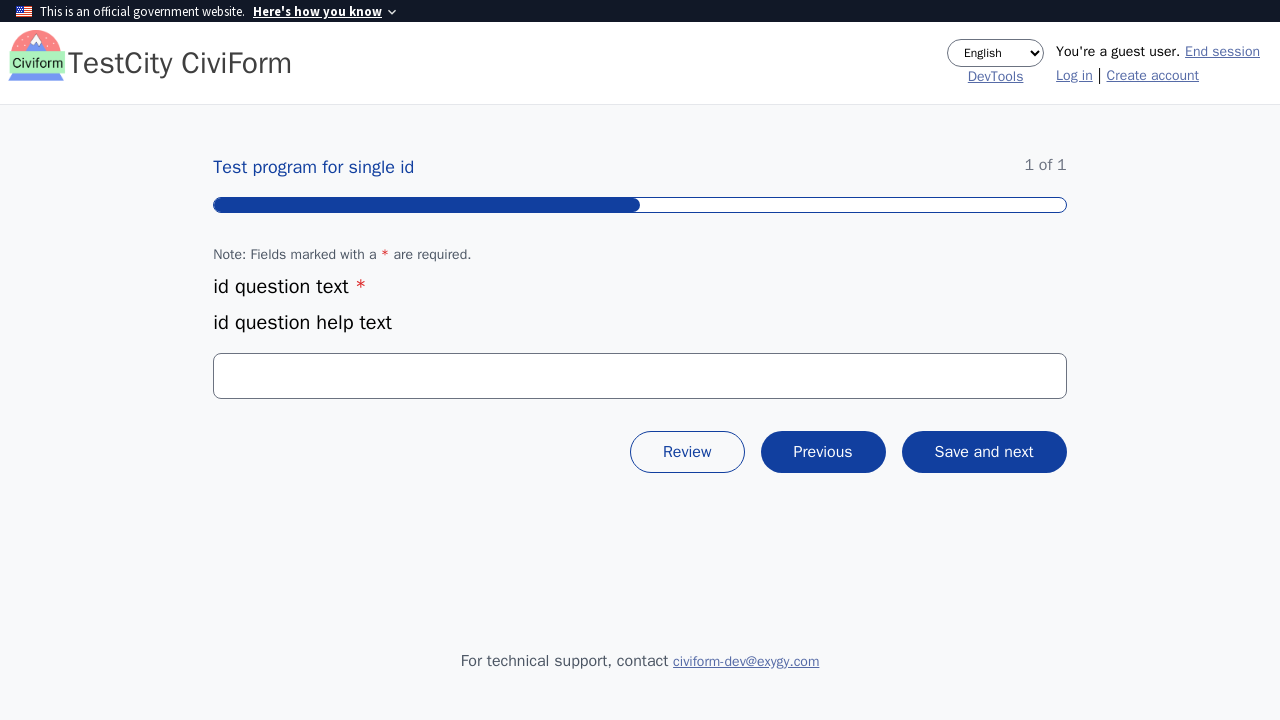 This is an official government website. Here's how you know
Civiform
TestCity CiviForm
English
DevTools
You're a guest user. End session
Log in | Create account
Test program for single id
1 of 1
Note: Fields marked with a * are required.
id question text *
id question help text
Review
Previous
Save and next
For technical support, contact civiform-dev@exygy.com